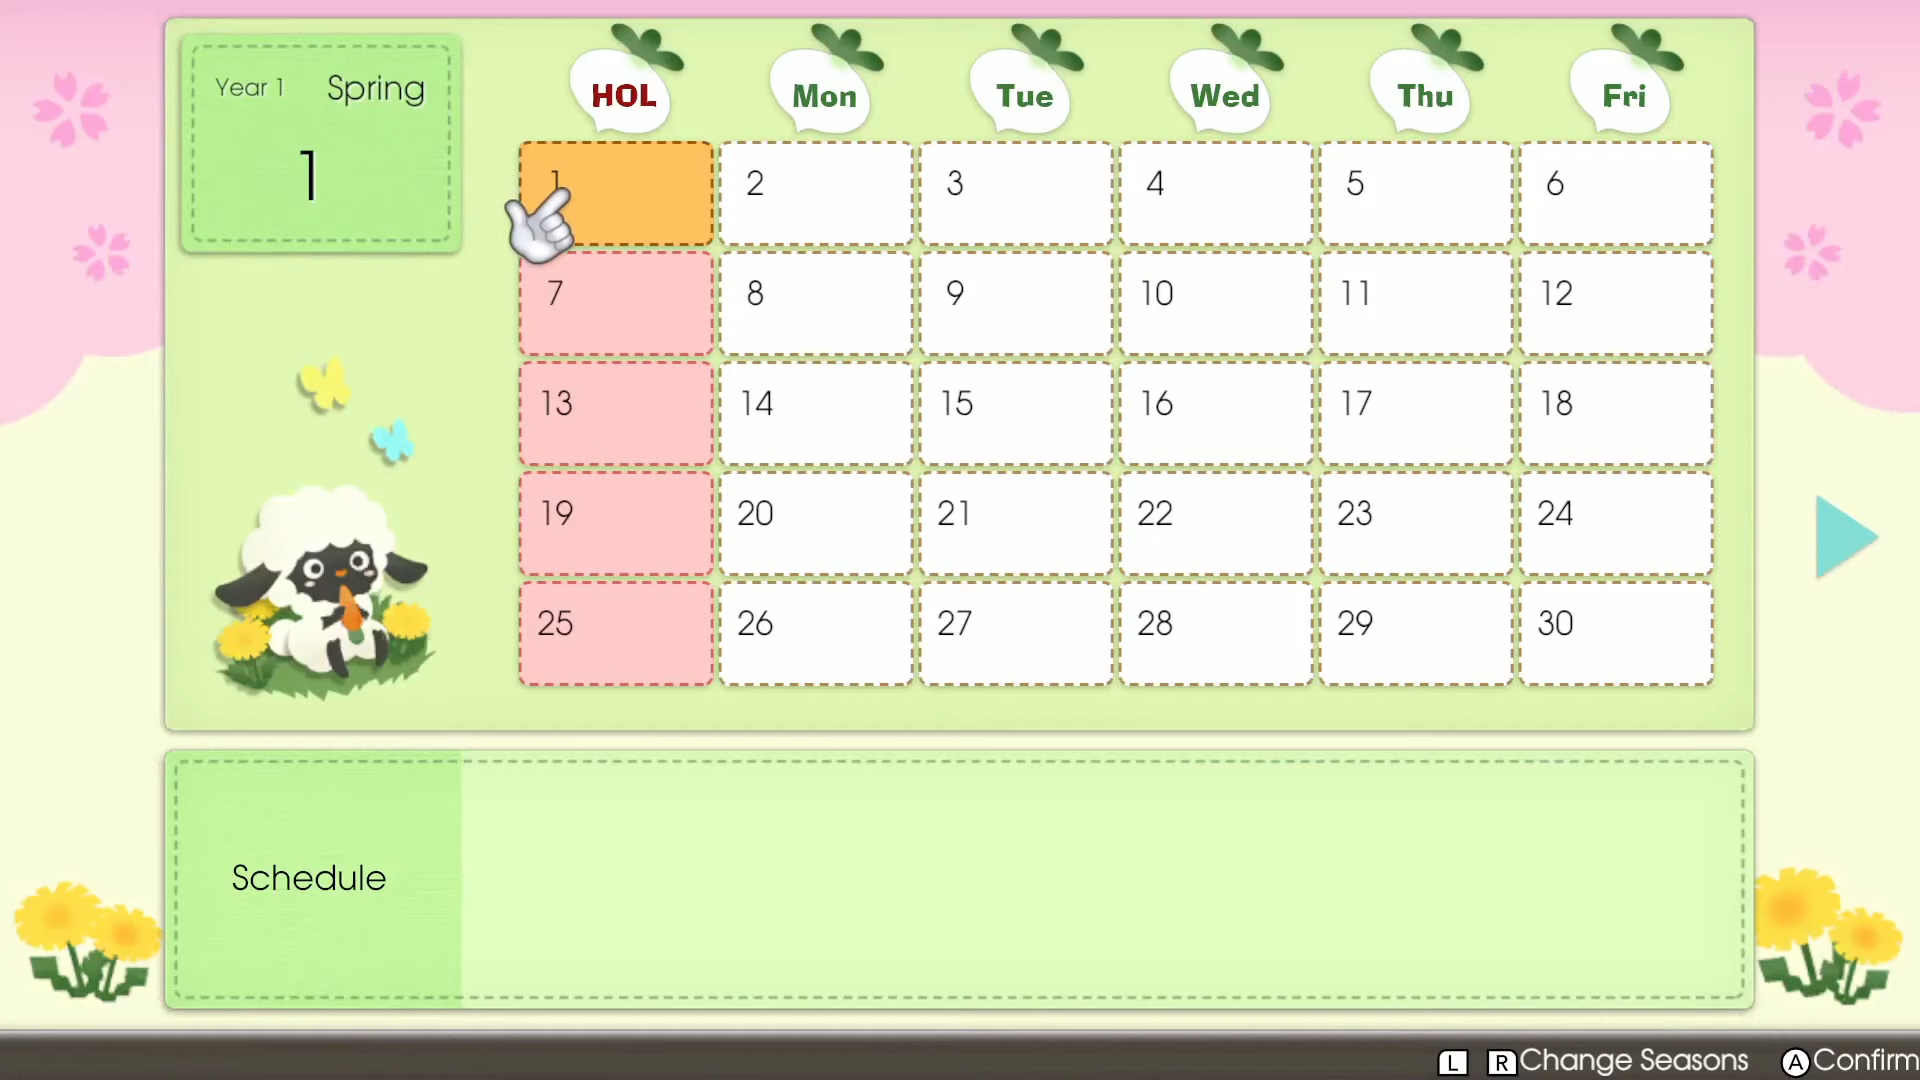 Year 1 Spring
1
HOL Mon Tue Wed Thu Fri
1 2 3 4 5 6
7 8 9 10 11 12
13 14 15 16 17 18
19 20 21 22 23 24
25 26 27 28 29 30
Schedule
L R Change Seasons A Confirm